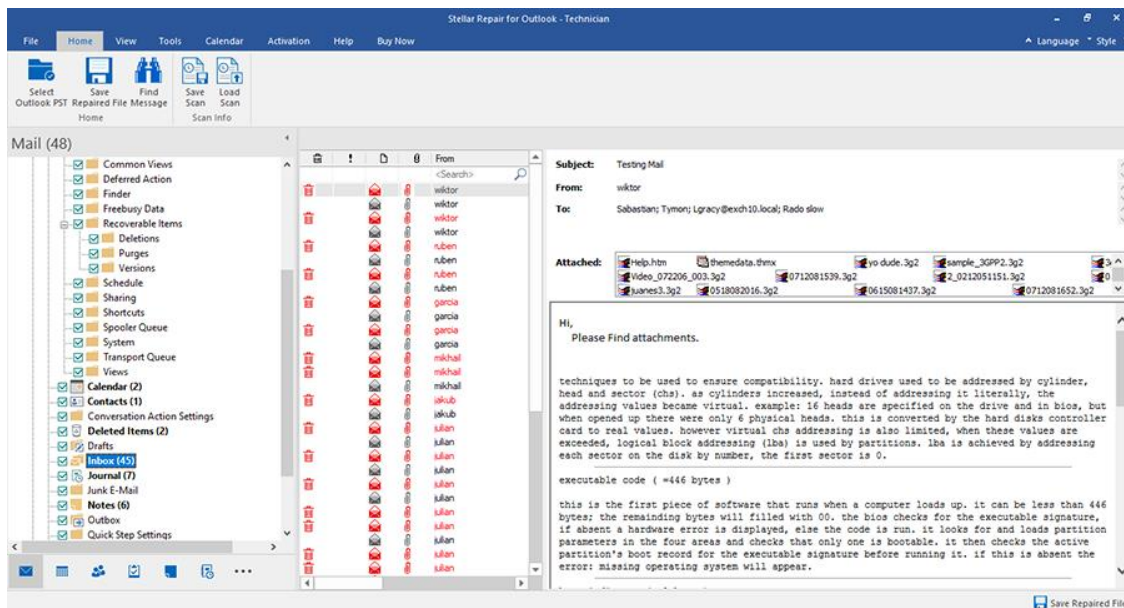 Stellar Repair for Outlook - Technician
File Home View Tools Calendar Activation Help Buy Now
Language Style
Select Outlook PST
Save Repaired File
Find Message
Save Scan
Load Scan
Home
Scan Info
Mail (48)
Common Views
Deferred Action
Finder
Freebusy Data
Recoverable Items
Deletions
Purges
Versions
Schedule
Sharing
Shortcuts
Spooler Queue
System
Transport Queue
Views
Calendar (2)
Contacts (1)
Conversation Action Settings
Deleted Items (2)
Drafts
Inbox (45)
Journal (7)
Junk E-Mail
Notes (6)
Outbox
Quick Step Settings
From
<Search>
wiktor
wiktor
wiktor
wiktor
ruben
ruben
ruben
ruben
garcia
garcia
garcia
garcia
mikhail
mikhail
mikhail
jakub
jakub
julian
julian
julian
julian
julian
julian
julian
julian
julian
julian
julian
Subject: Testing Mail
From: wiktor
To: Sabastian; Tymon; Lgracy@exch10.local; Rado slow
Attached: Help.htm themedata.thmx yo dude.3g2 sample_3GPP2.3g2
Video_072206_003.3g2 0712081539.3g2 2_0212051151.3g2
juanes3.3g2 0518082016.3g2 0615081437.3g2 0712081652.3g2
Hi,
Please Find attachments.
techniques to be used to ensure compatibility. hard drives used to be addressed by cylinder,
head and sector (chs). as cylinders increased, instead of addressing it literally, the
addressing values became virtual. example: 16 heads are specified on the drive and in bios, but
when opened up there were only 6 physical heads. this is converted by the hard disks controller
card to real values. however virtual chs addressing is also limited, when these values are
exceeded, logical block addressing (lba) is used by partitions. lba is achieved by addressing
each sector on the disk by number, the first sector is 0.
executable code ( =446 bytes )
this is the first piece of software that runs when a computer loads up. it can be less than 446
bytes; the remaining bytes will filled with 00. the bios checks for the executable signature,
if absent a hardware error is displayed, else the code is run. it looks for and loads partition
parameters in the four areas and checks that only one is bootable. it then checks the active
partition's boot record for the executable signature before running it. if this is absent the
error: missing operating system will appear.
Save Repaired File